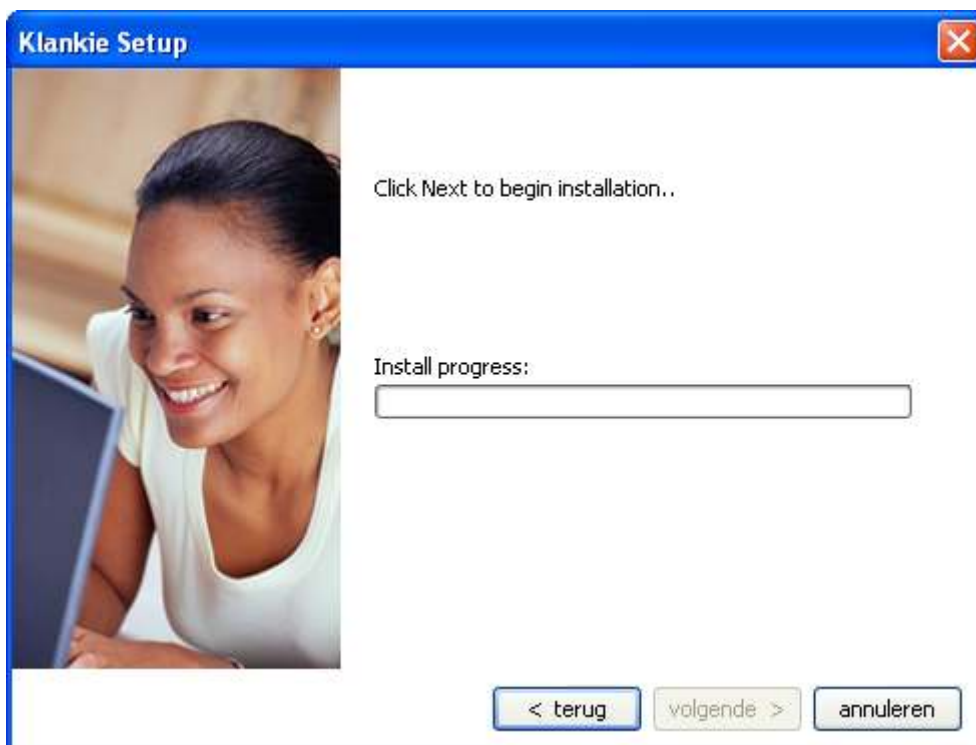 Klankie Setup
Click Next to begin installation..
Install progress:
< terug
volgende >
annuleren